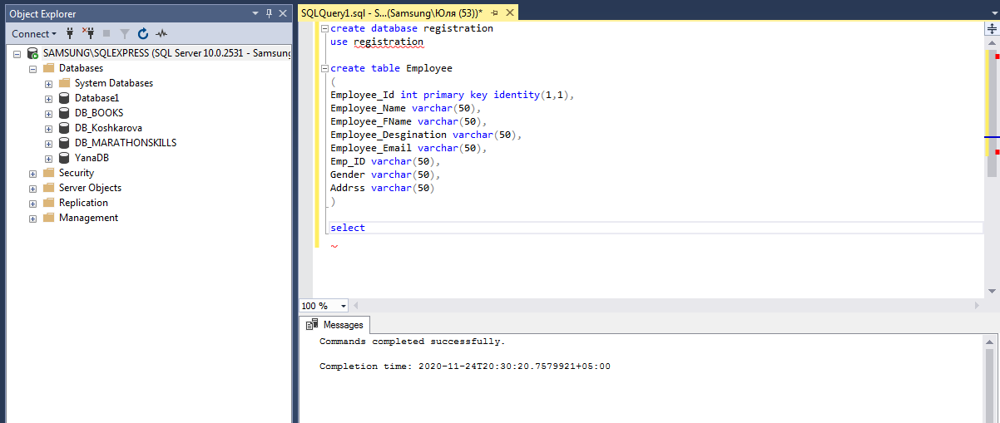 Object Explorer
Connect
SAMSUNG\SQLEXPRESS (SQL Server 10.0.2531 - Samsung
Databases
System Databases
Database1
DB_BOOKS
DB_Koshkarova
DB_MARATHONSKILLS
YanaDB
Security
Server Objects
Replication
Management
SQLQuery1.sql - S...(Samsung\Юля (53))*
create database registration
use registration
create table Employee
(
Employee_Id int primary key identity(1,1),
Employee_Name varchar(50),
Employee_FName varchar(50),
Employee_Desgination varchar(50),
Employee_Email varchar(50),
Emp_ID varchar(50),
Gender varchar(50),
Addrss varchar(50)
)
select
100 %
Messages
Commands completed successfully.
Completion time: 2020-11-24T20:30:20.7579921+05:00